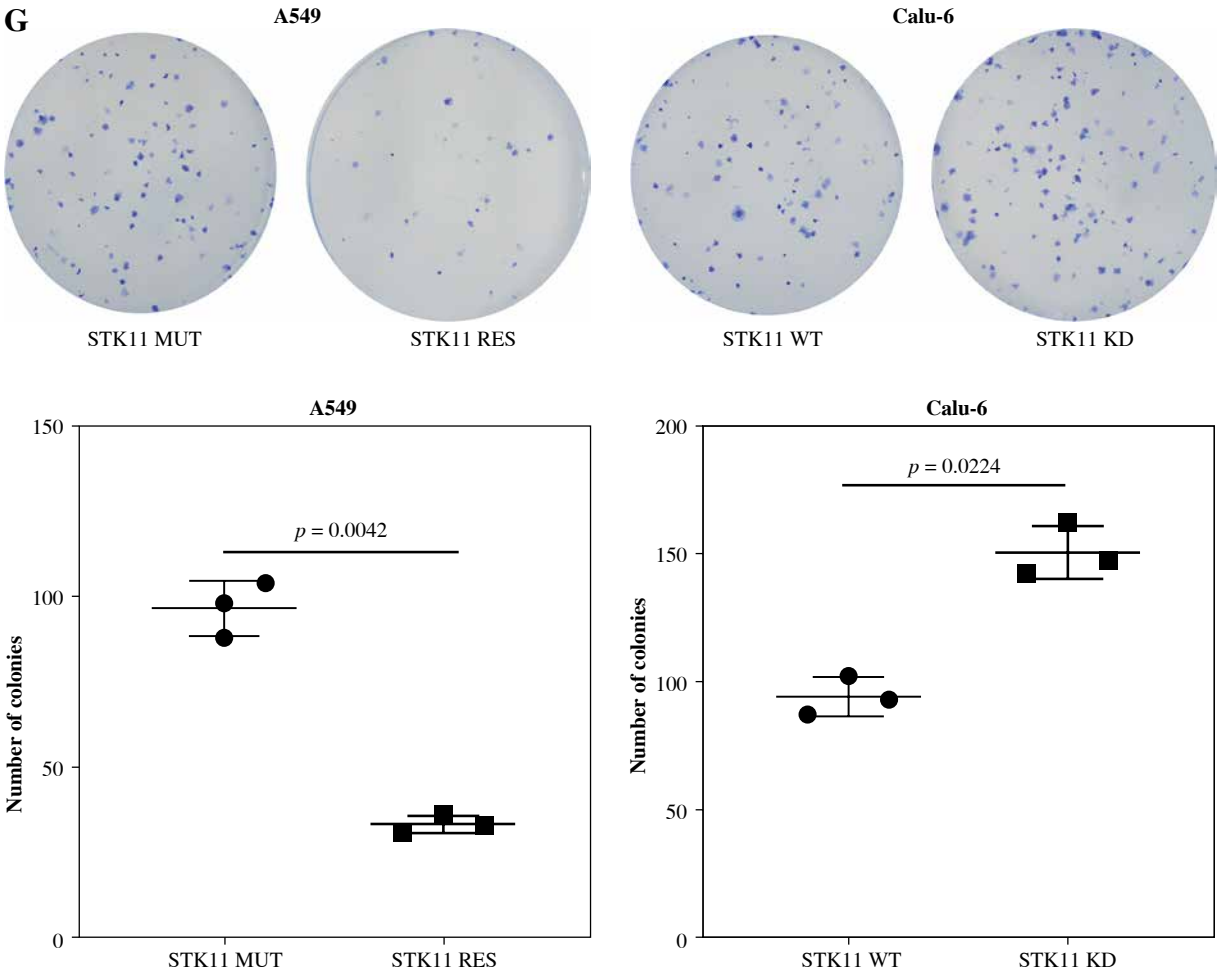 G
A549
Calu-6
STK11 MUT
STK11 RES
STK11 WT
STK11 KD
A549
150
100
50
0
Number of colonies
p = 0.0042
STK11 MUT
STK11 RES
Calu-6
200
150
100
50
0
Number of colonies
p = 0.0224
STK11 WT
STK11 KD